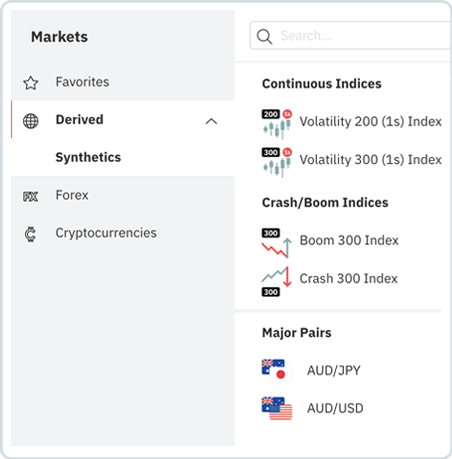 Markets
Favorites
Derived
Synthetics
Forex
Cryptocurrencies
Search...
Continuous Indices
200 1s
Volatility 200 (1s) Index
300 1s
Volatility 300 (1s) Index
Crash/Boom Indices
300
Boom 300 Index
Crash 300 Index
300
Major Pairs
AUD/JPY
AUD/USD